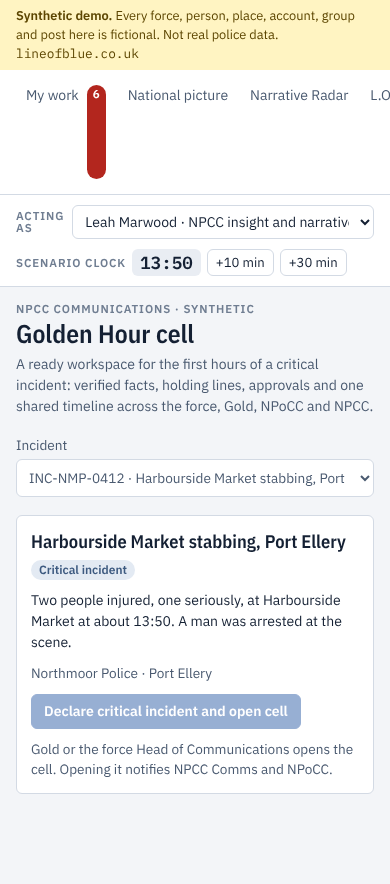 Synthetic demo. Every force, person, place, account, group
and post here is fictional. Not real police data.
lineofblue.co.uk
My work 6 National picture Narrative Radar L.O
ACTING AS Leah Marwood · NPCC insight and narrativ
SCENARIO CLOCK 13:50 +10 min +30 min
NPCC COMMUNICATIONS · SYNTHETIC
Golden Hour cell
A ready workspace for the first hours of a critical
incident: verified facts, holding lines, approvals and one
shared timeline across the force, Gold, NPoCC and NPCC.
Incident
INC-NMP-0412 · Harbourside Market stabbing, Port
Harbourside Market stabbing, Port Ellery
Critical incident
Two people injured, one seriously, at Harbourside
Market at about 13:50. A man was arrested at the
scene.
Northmoor Police · Port Ellery
Declare critical incident and open cell
Gold or the force Head of Communications opens the
cell. Opening it notifies NPCC Comms and NPoCC.